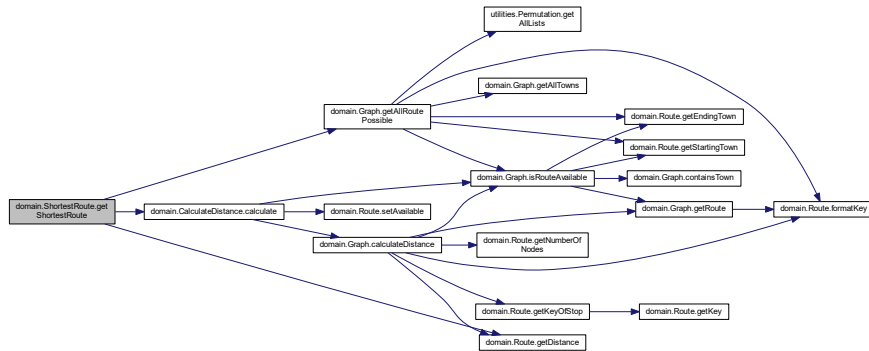 utilities.Permutation.get
AllLists
domain.Graph.getAllTowns
domain.Graph.getAllRoute
Possible
domain.Route.getEndingTown
domain.Route.getStartingTown
domain.Graph.isRouteAvailable
domain.Graph.containsTown
domain.ShortestRoute.get
ShortestRoute
domain.CalculateDistance.calculate
domain.Route.setAvailable
domain.Graph.getRoute
domain.Route.formatKey
domain.Graph.calculateDistance
domain.Route.getNumberOf
Nodes
domain.Route.getKeyOfStop
domain.Route.getKey
domain.Route.getDistance